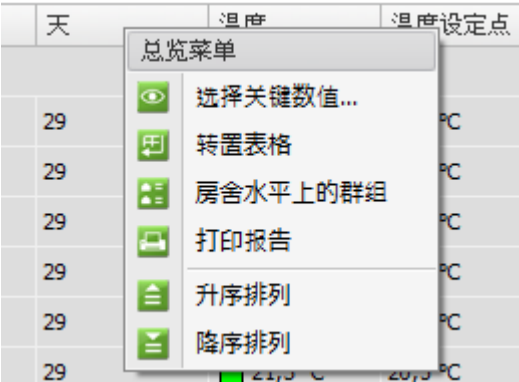 天 温度 温度设定点
总览菜单
选择关键数值...
29 °C
转置表格
29 °C
房舍水平上的群组
29 °C
打印报告
29 °C
升序排列
29 °C
降序排列
29 21,5 °C 20,5 °C